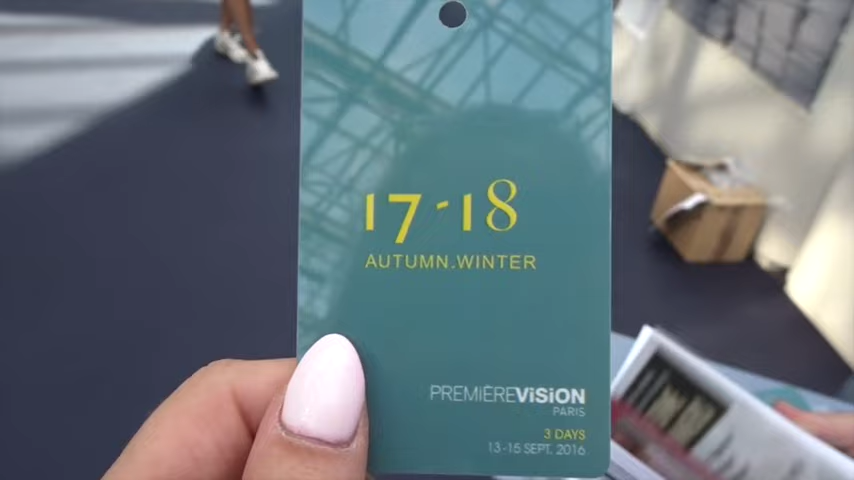 17-18
AUTUMN.WINTER
PREMIÈREViSiON
PARIS
3 DAYS
13-15 SEPT. 2016